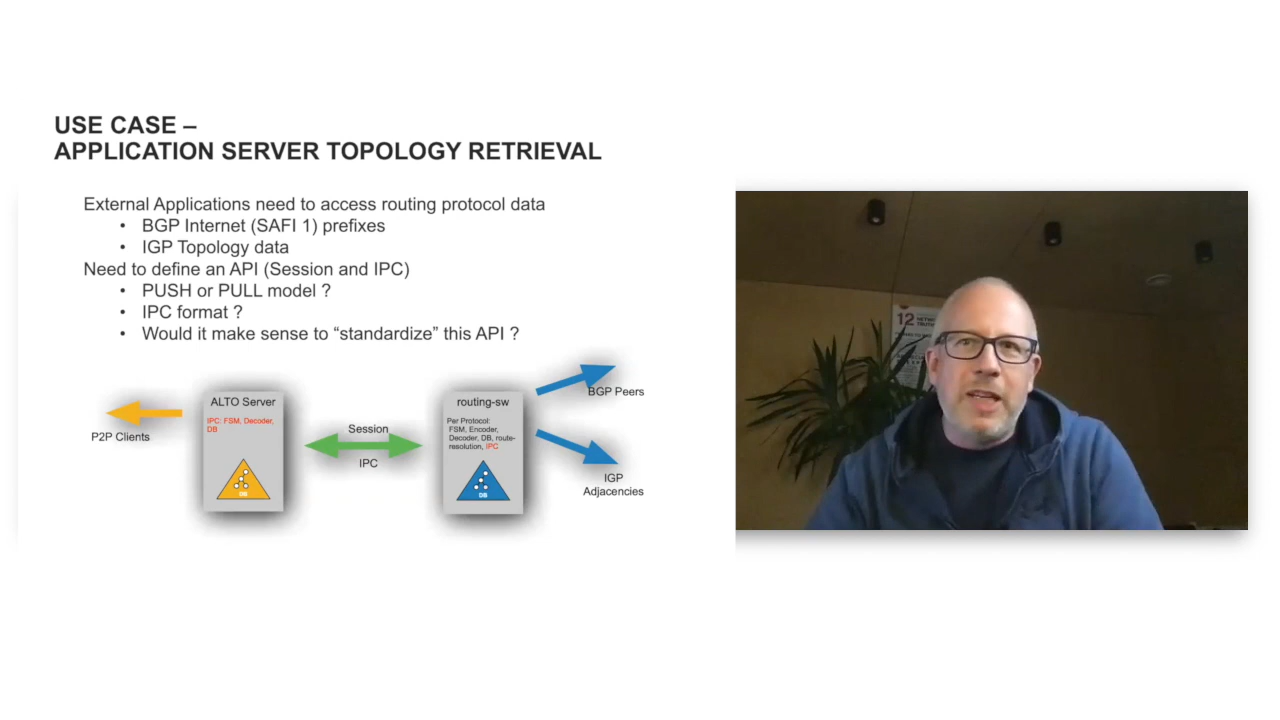 USE CASE –
APPLICATION SERVER TOPOLOGY RETRIEVAL
External Applications need to access routing protocol data
• BGP Internet (SAFI 1) prefixes
• IGP Topology data
Need to define an API (Session and IPC)
• PUSH or PULL model ?
• IPC format ?
• Would it make sense to “standardize” this API ?
P2P Clients
ALTO Server
IPC: FSM, Decoder,
DB
DB
Session
IPC
routing-sw
Per Protocol:
FSM, Encoder,
Decoder, DB, route-
resolution, IPC
DB
BGP Peers
IGP
Adjacencies
12